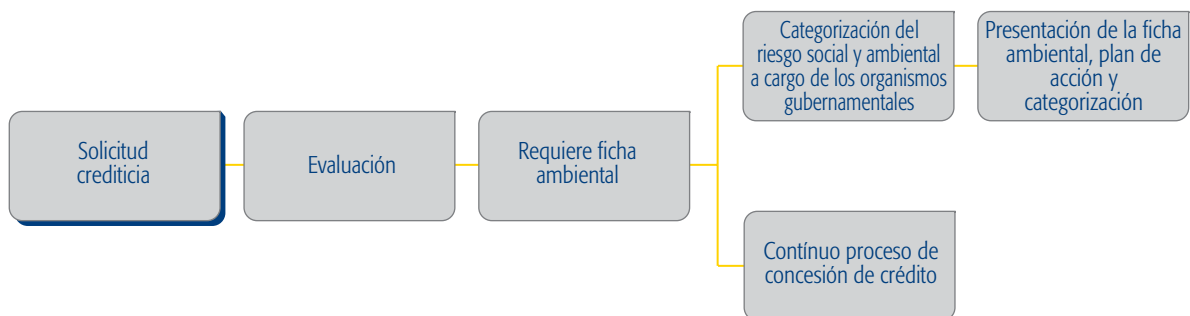 Solicitud
crediticia
Evaluación
Requiere ficha
ambiental
Categorización del
riesgo social y ambiental
a cargo de los organismos
gubernamentales
Presentación de la ficha
ambiental, plan de
acción y
categorización
Contínuo proceso de
concesión de crédito